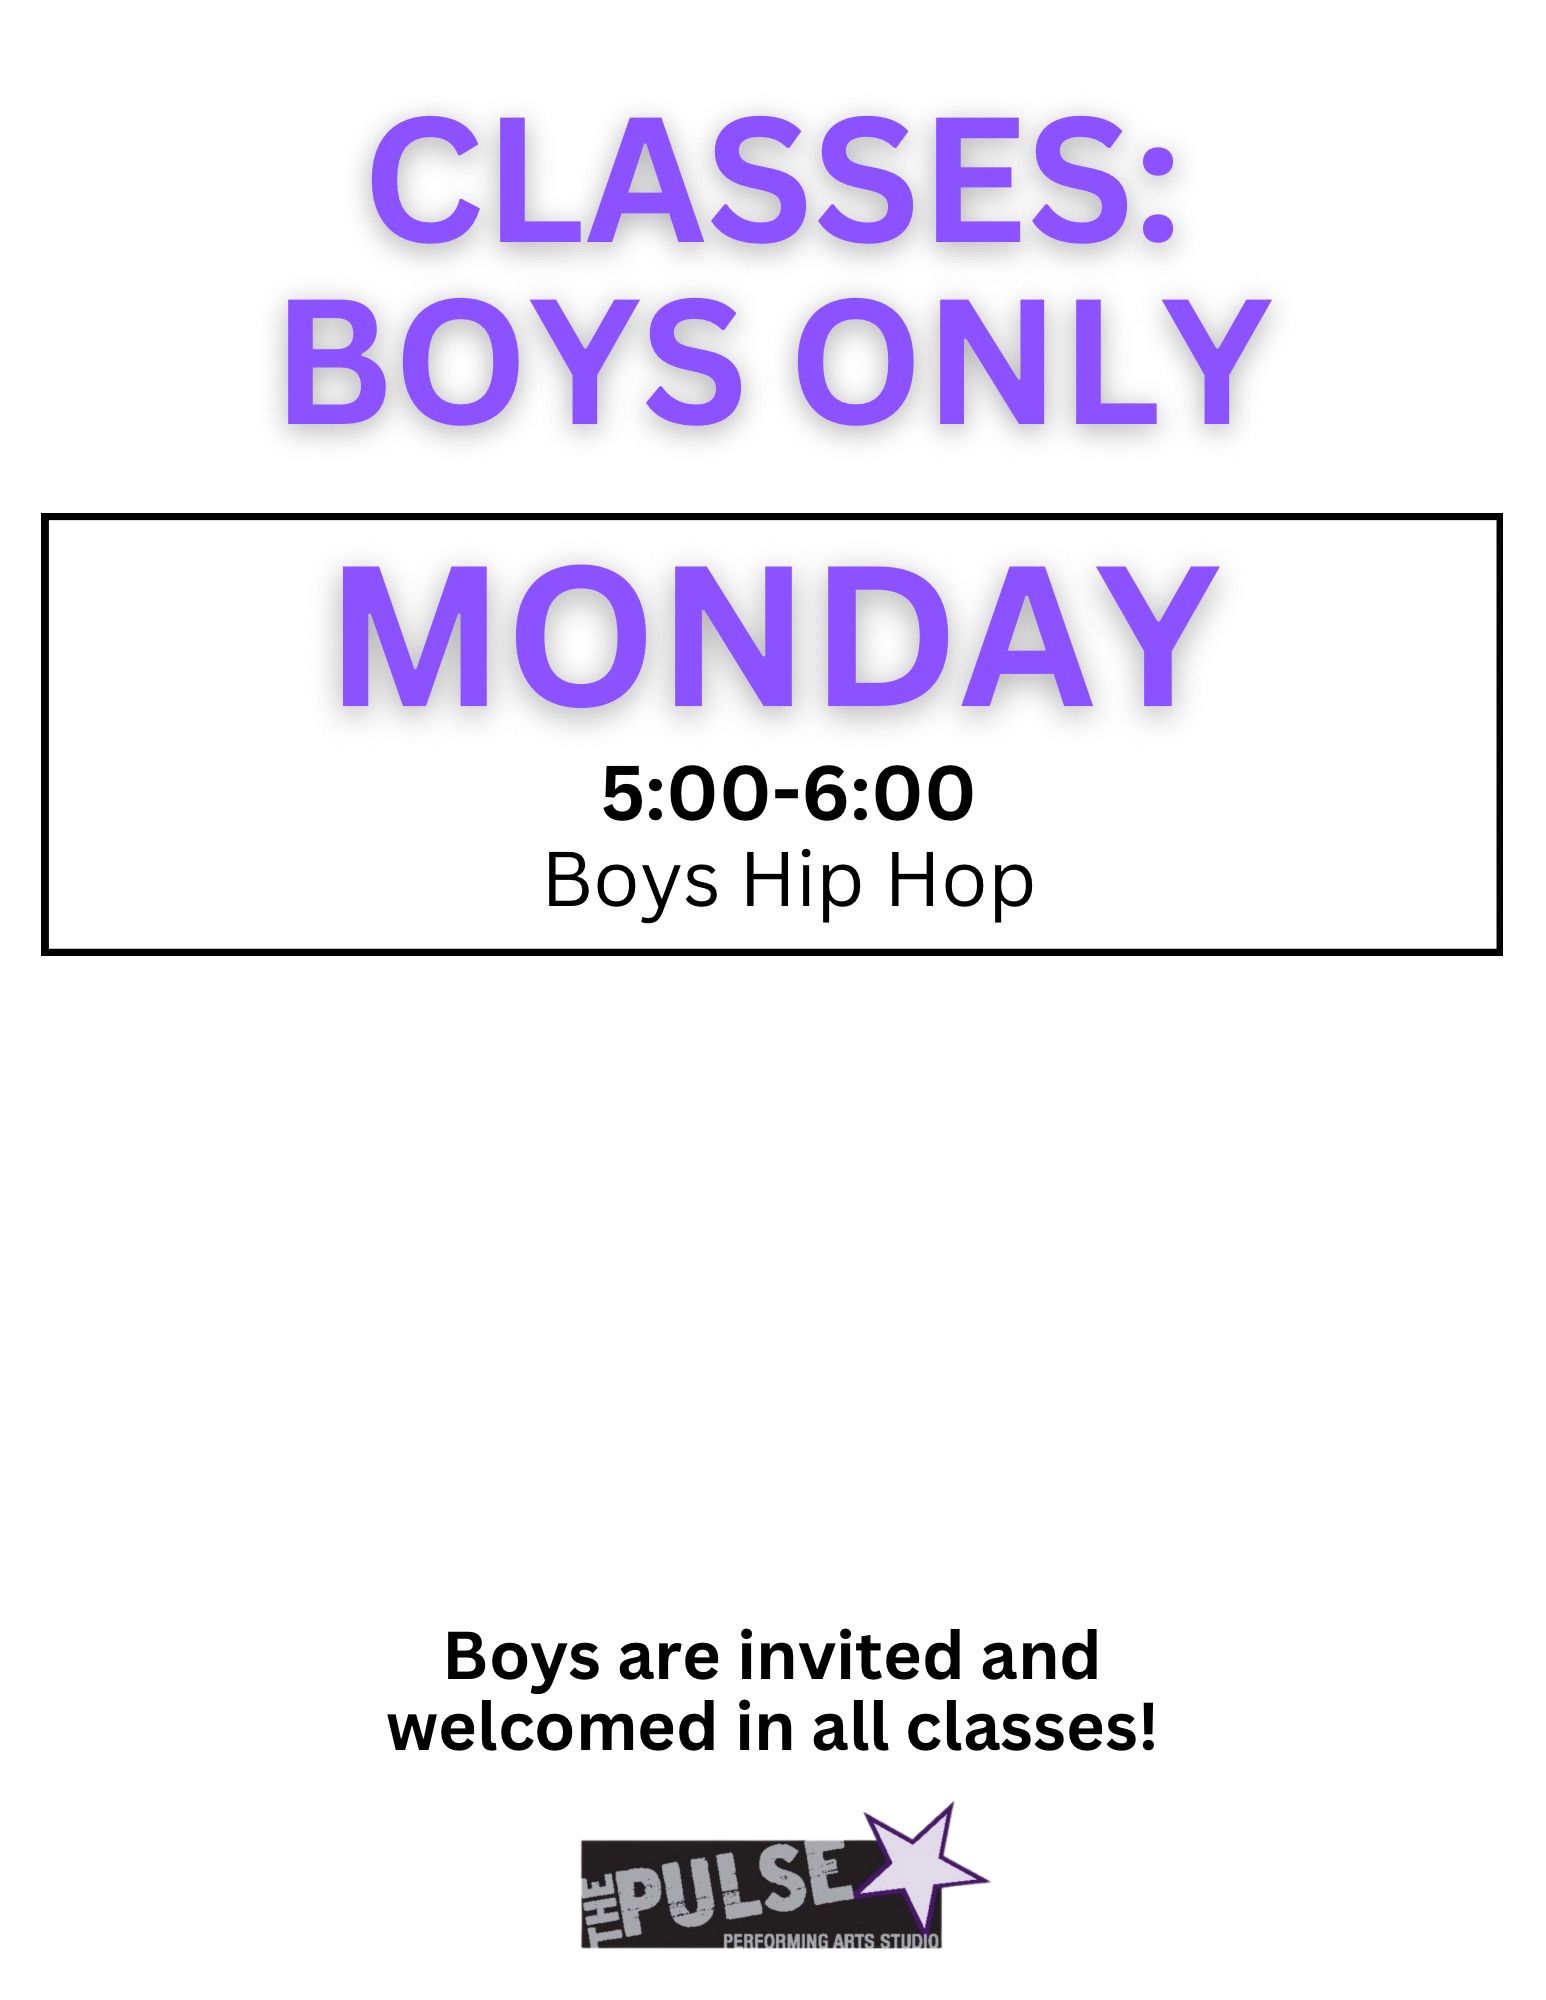 CLASSES:
BOYS ONLY
MONDAY
5:00-6:00
Boys Hip Hop
Boys are invited and
welcomed in all classes!
THE PULSE
PERFORMING ARTS STUDIO